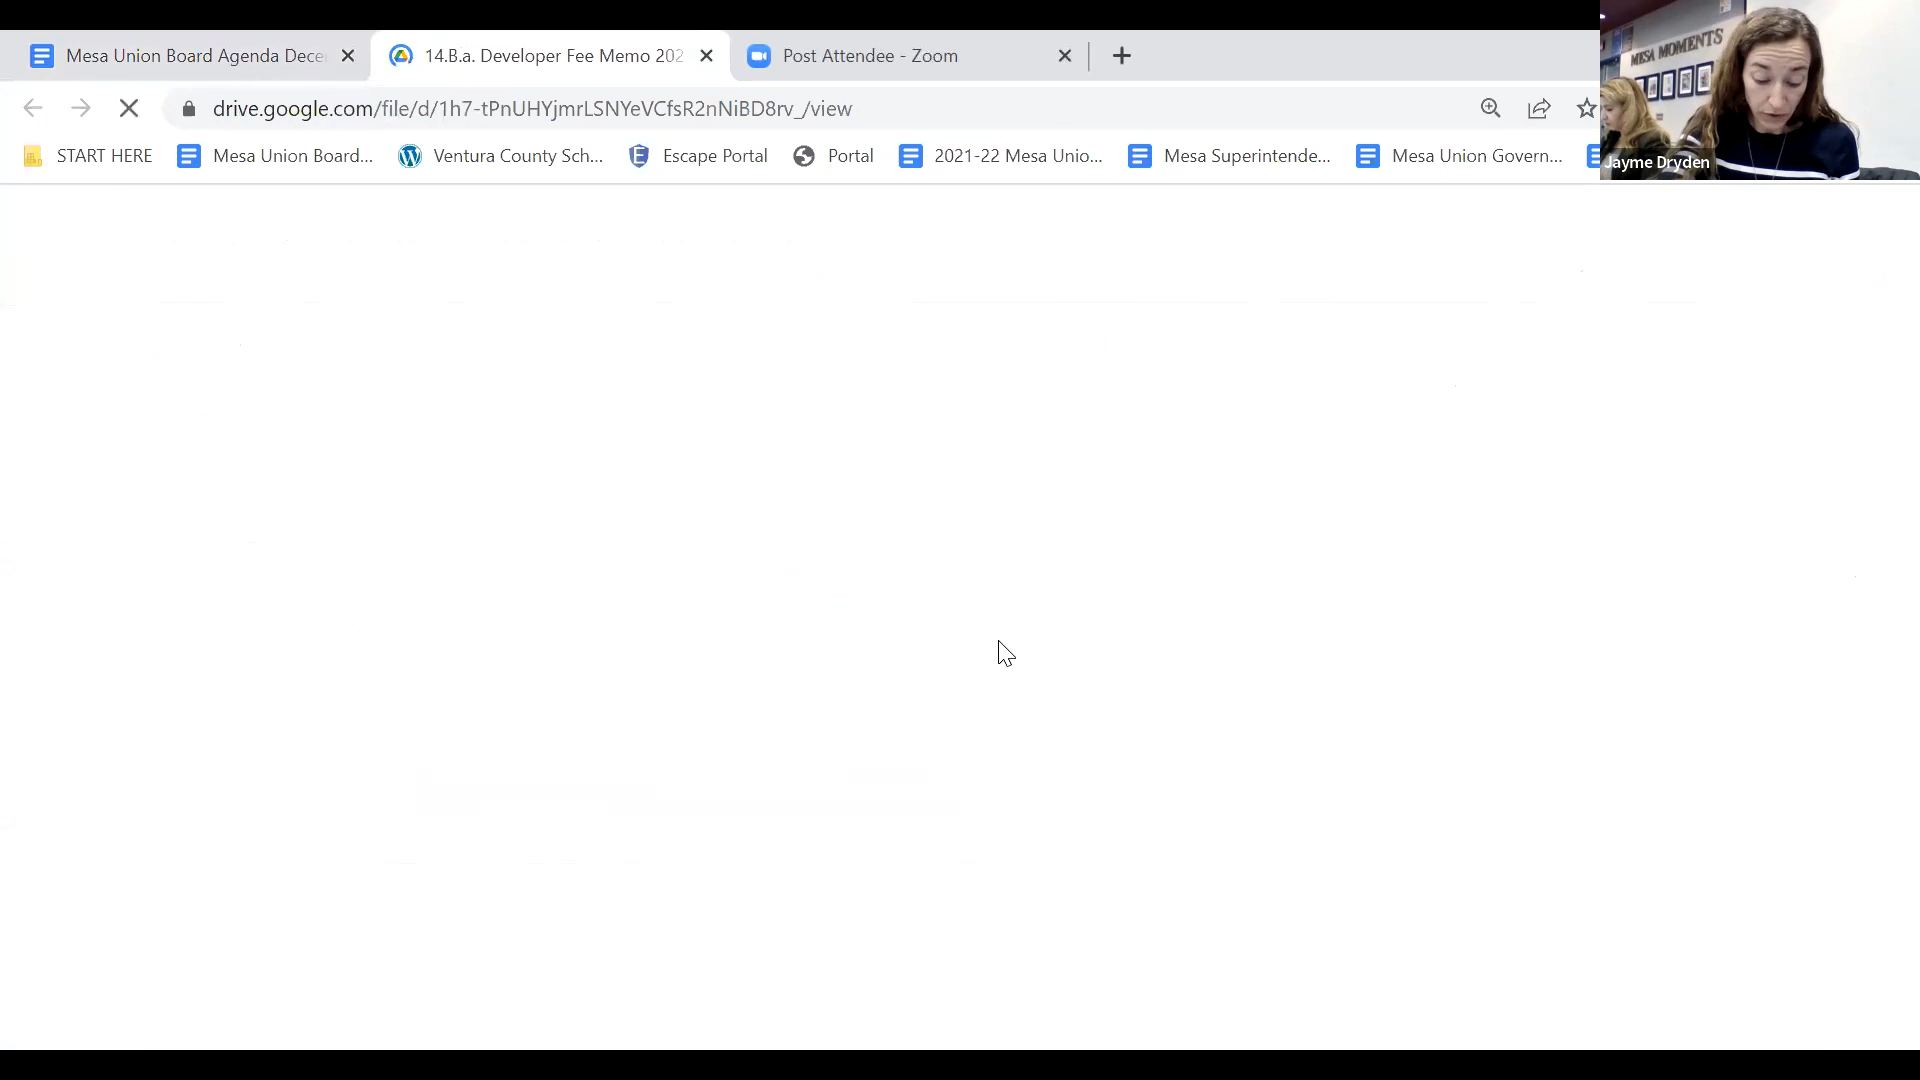 Mesa Union Board Agenda Dece
14.B.a. Developer Fee Memo 202
Post Attendee - Zoom
drive.google.com/file/d/1h7-tPnUHYjmrLSNYeVCfsR2nNiBD8rv_/view
START HERE
Mesa Union Board...
Ventura County Sch...
Escape Portal
Portal
2021-22 Mesa Unio...
Mesa Superintende...
Mesa Union Govern...
MESA MOMENTS
Jayme Dryden